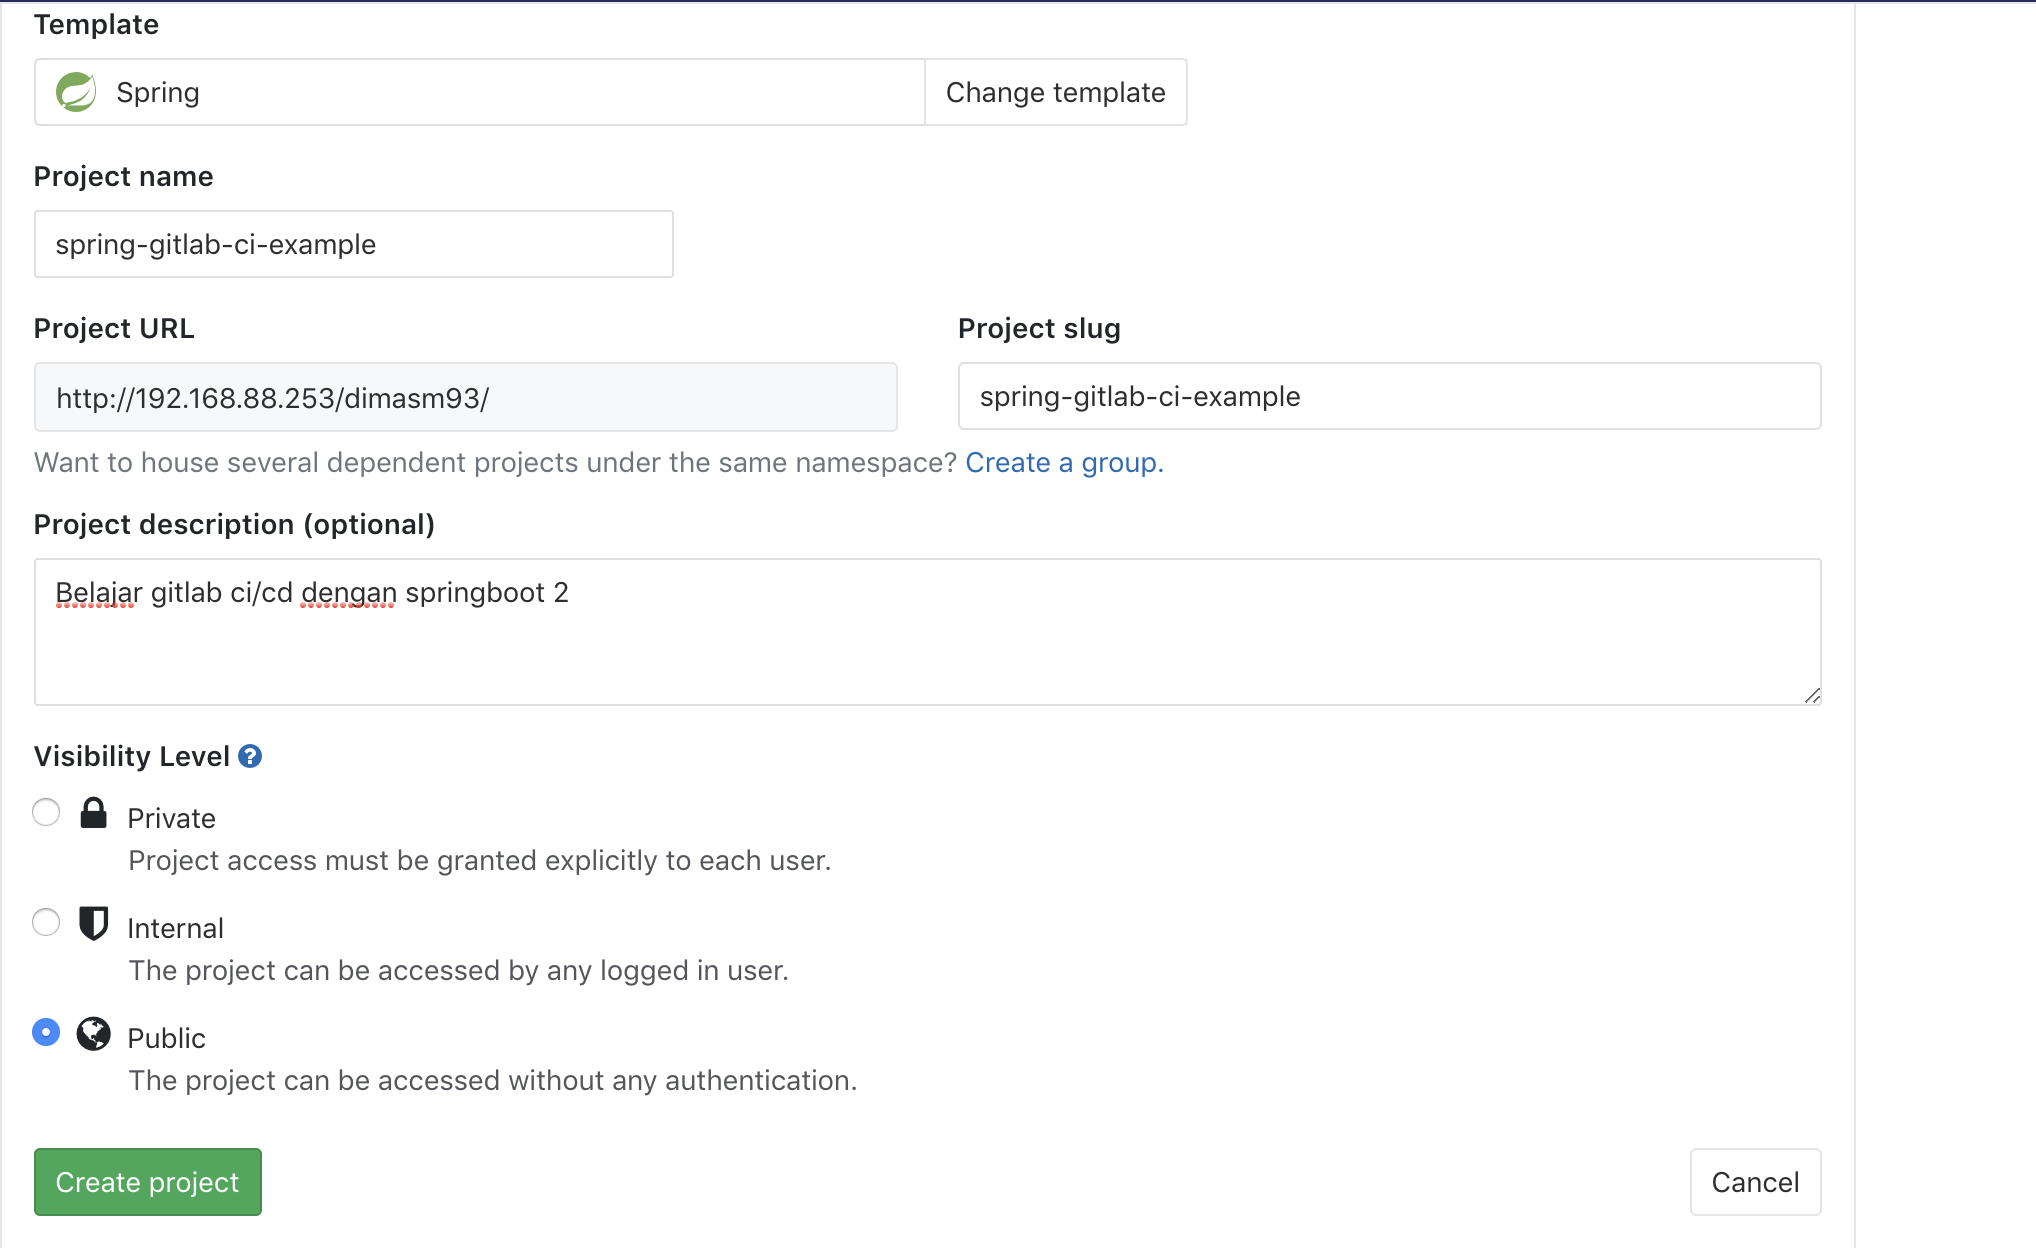 Template
Spring
Change template
Project name
spring-gitlab-ci-example
Project URL
Project slug
http://192.168.88.253/dimasm93/
spring-gitlab-ci-example
Want to house several dependent projects under the same namespace? Create a group.
Project description (optional)
Belajar gitlab ci/cd dengan springboot 2
Visibility Level ?
Private
Project access must be granted explicitly to each user.
Internal
The project can be accessed by any logged in user.
Public
The project can be accessed without any authentication.
Create project
Cancel